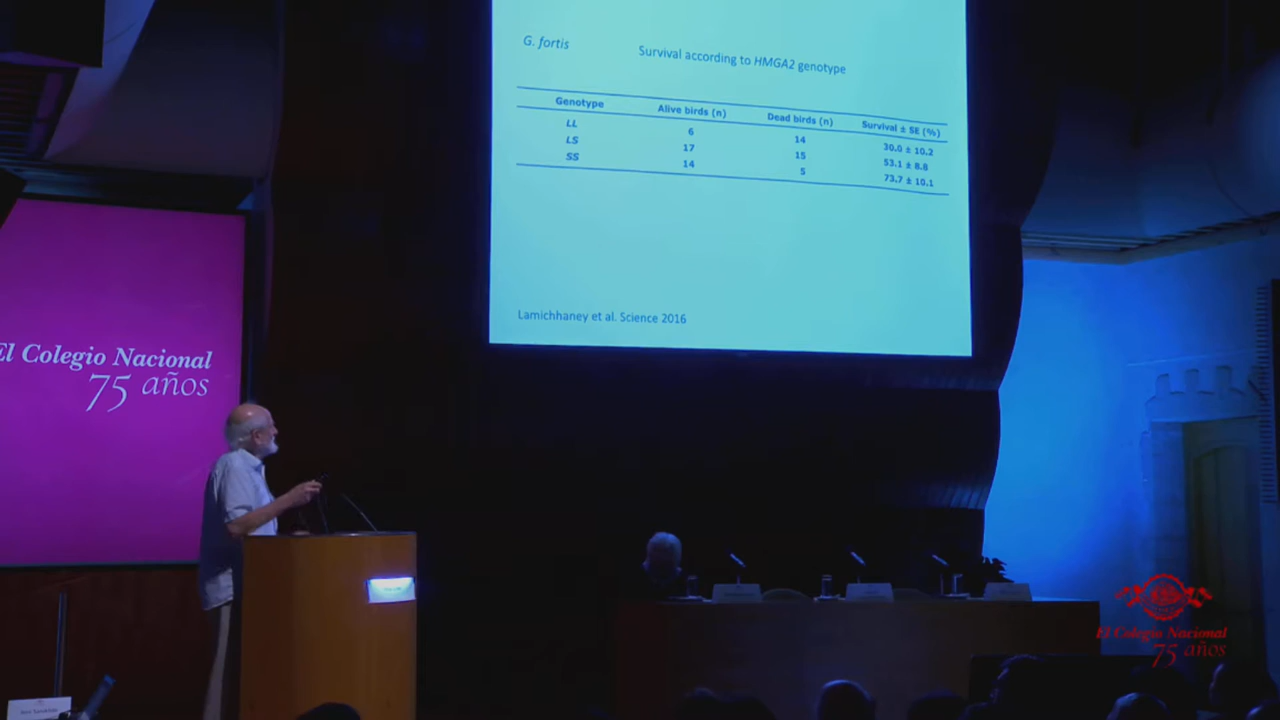 G. fortis
Survival according to HMGA2 genotype
Genotype Alive birds (n) Dead birds (n) Survival ± SE (%)
LL 6 14 30.0 ± 10.2
LS 17 15 53.1 ± 8.8
SS 14 5 73.7 ± 10.1
Lamichhaney et al. Science 2016
El Colegio Nacional
75 años
El Colegio Nacional
75 años